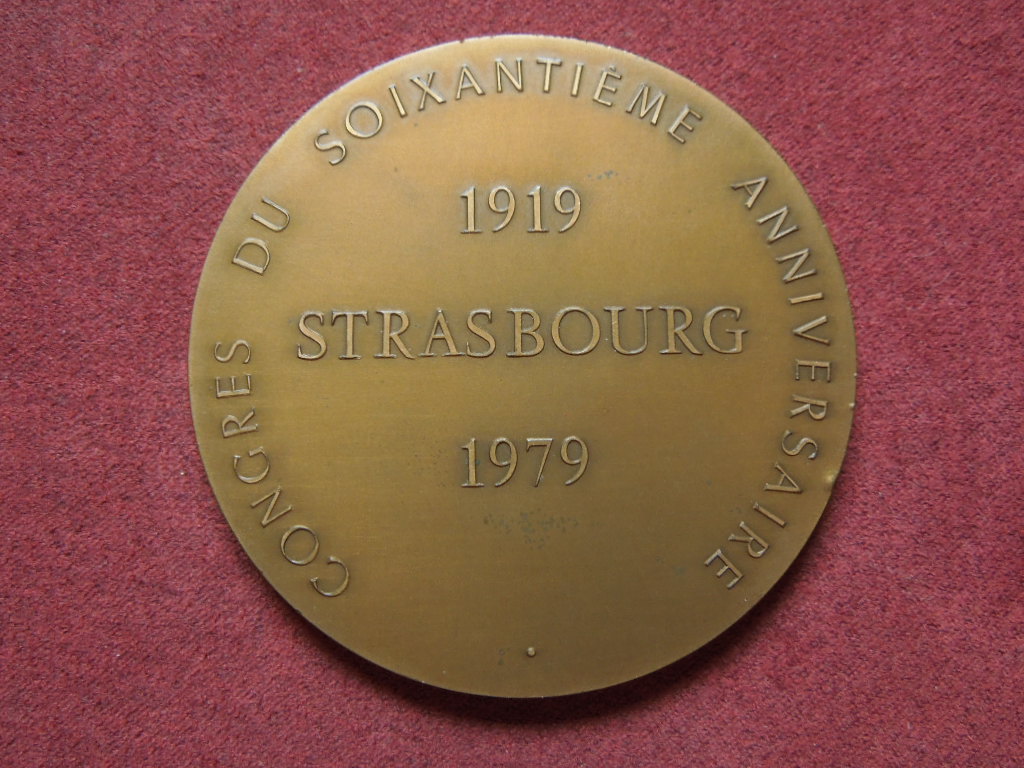 CONGRES DU SOIXANTIÈME ANNIVERSAIRE
1919
STRASBOURG
1979